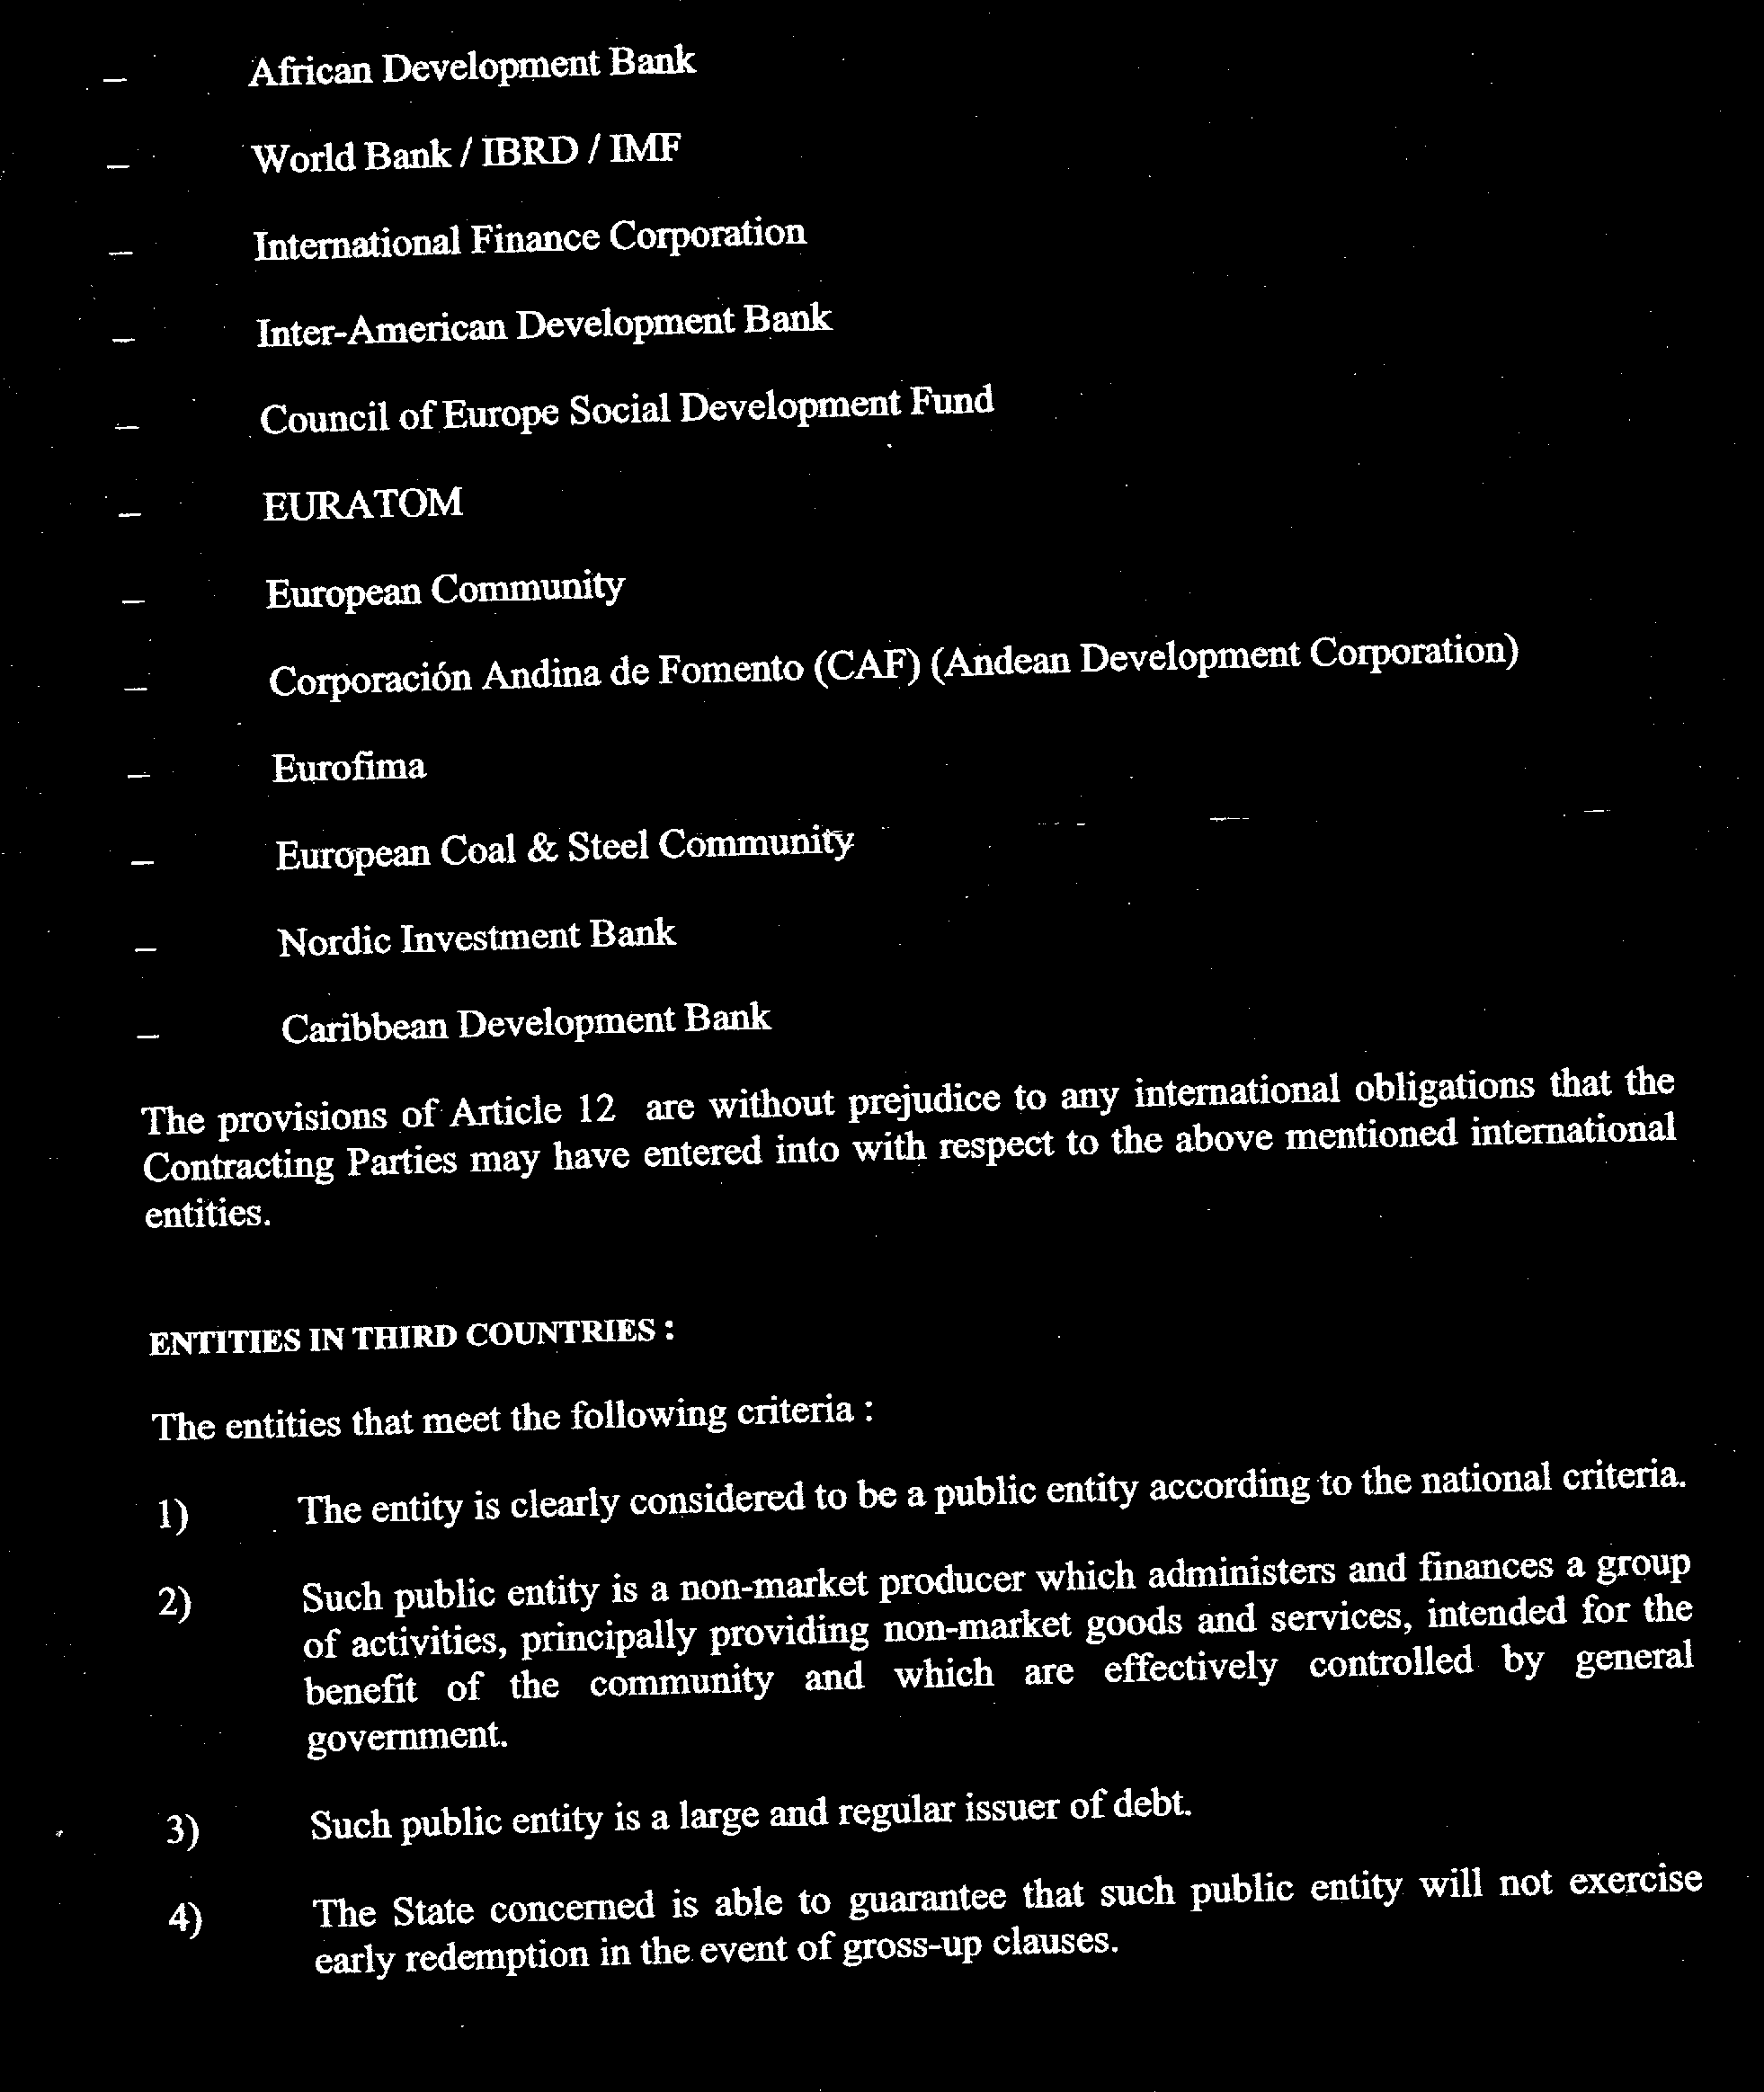 – African Development Bank
– World Bank / IBRD / IMF
– International Finance Corporation
– Inter-American Development Bank
– Council of Europe Social Development Fund
– EURATOM
– European Community
– Corporación Andina de Fomento (CAF) (Andean Development Corporation)
– Eurofima
– European Coal & Steel Community
– Nordic Investment Bank
– Caribbean Development Bank
The provisions of Article 12 are without prejudice to any international obligations that the
Contracting Parties may have entered into with respect to the above mentioned international
entities.
ENTITIES IN THIRD COUNTRIES :
The entities that meet the following criteria :
1) The entity is clearly considered to be a public entity according to the national criteria.
2) Such public entity is a non-market producer which administers and finances a group
of activities, principally providing non-market goods and services, intended for the
benefit of the community and which are effectively controlled by general
government.
3) Such public entity is a large and regular issuer of debt.
4) The State concerned is able to guarantee that such public entity will not exercise
early redemption in the event of gross-up clauses.